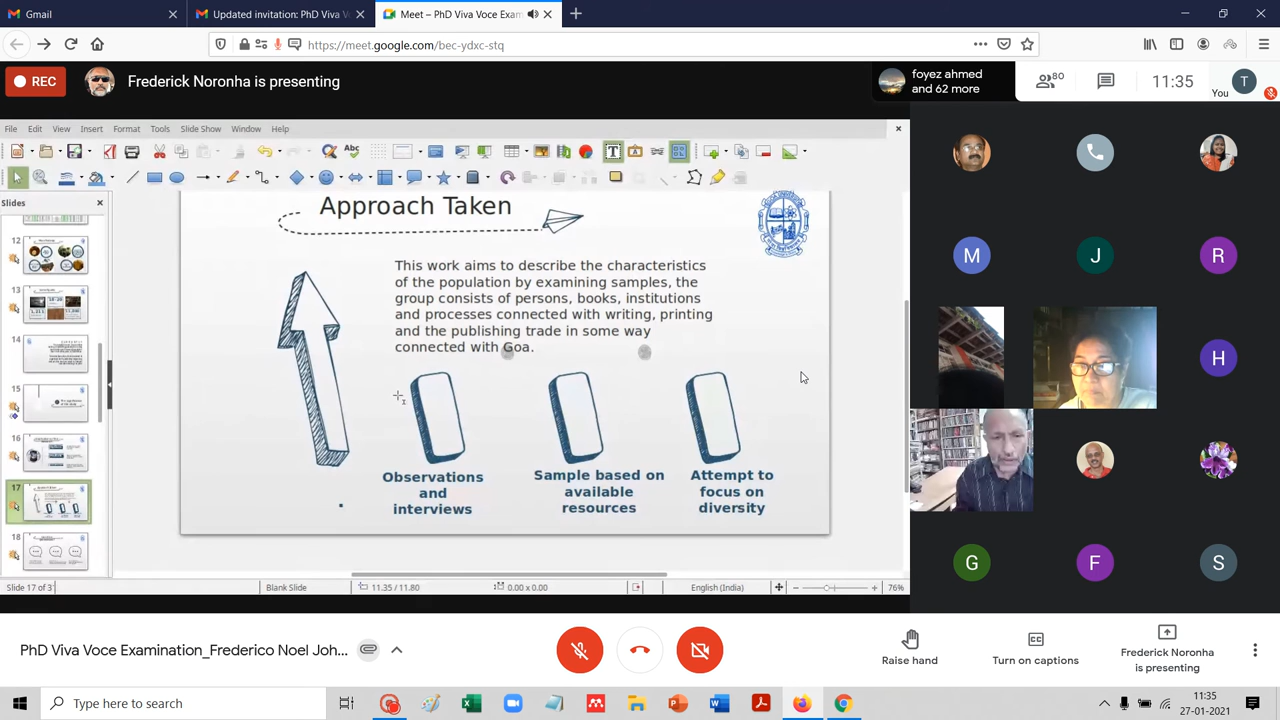 Gmail
Updated invitation: PhD Viva V
Meet – PhD Viva Voce Exam
https://meet.google.com/bec-ydxc-stq
REC
Frederick Noronha is presenting
foyez ahmed
and 62 more
80
11:35
You
T
File Edit View Insert Format Tools Slide Show Window Help
Slides
12
13
14
15
16
17
18
Approach Taken
This work aims to describe the characteristics
of the population by examining samples, the
group consists of persons, books, institutions
and processes connected with writing, printing
and the publishing trade in some way
connected with Goa.
Observations
and
interviews
Sample based on
available
resources
Attempt to
focus on
diversity
M
J
R
H
G
F
S
Slide 17 of 3
Blank Slide
11.35 / 11.80
0.00 x 0.00
English (India)
76%
PhD Viva Voce Examination_Frederico Noel Joh...
Raise hand
Turn on captions
Frederick Noronha
is presenting
Type here to search
11:35
27-01-2021